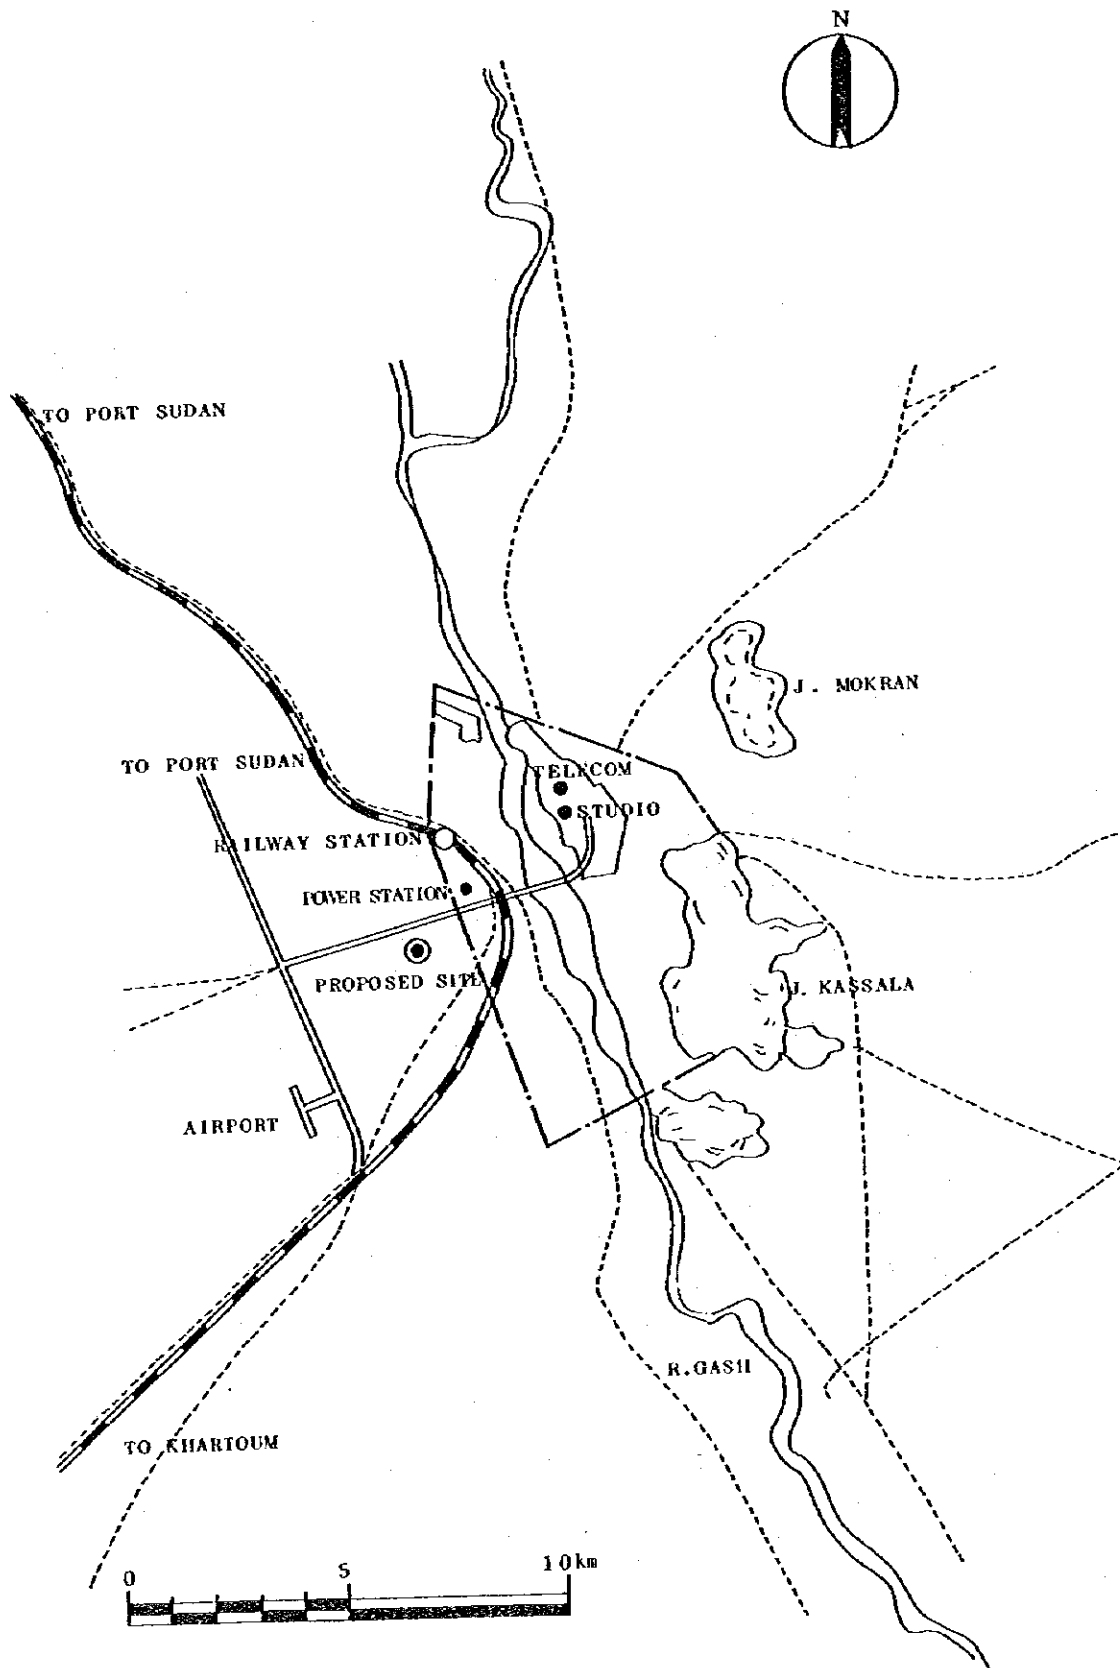 N
TO PORT SUDAN
J. MOKRAN
TO PORT SUDAN
TELECOM
STUDIO
RAILWAY STATION
POWER STATION
PROPOSED SITE
J. KASSALA
AIRPORT
R.GASH
TO KHARTOUM
0 5 10km